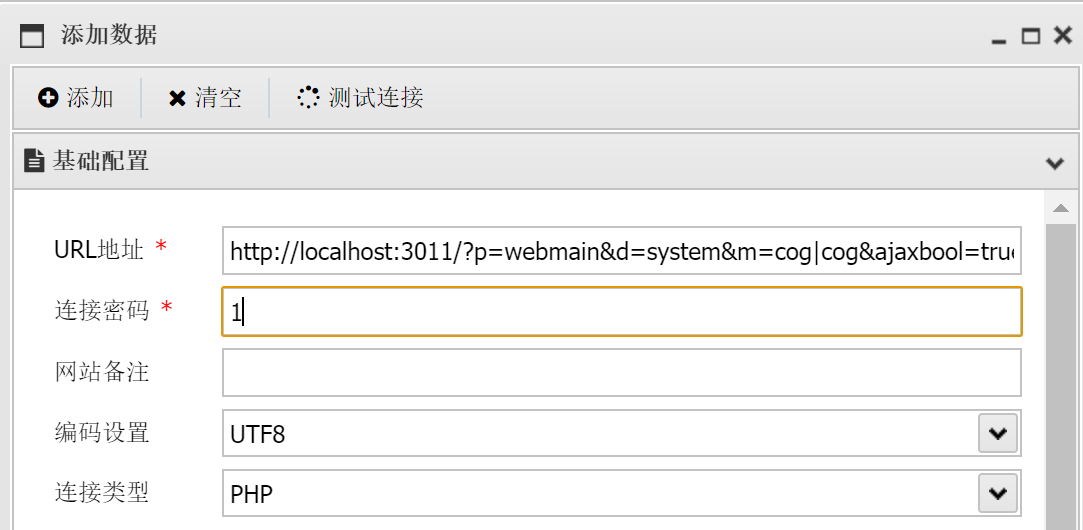 添加数据
添加 清空 测试连接
基础配置
URL地址 * http://localhost:3011/?p=webmain&d=system&m=cog|cog&ajaxbool=true
连接密码 * 1
网站备注
编码设置 UTF8
连接类型 PHP